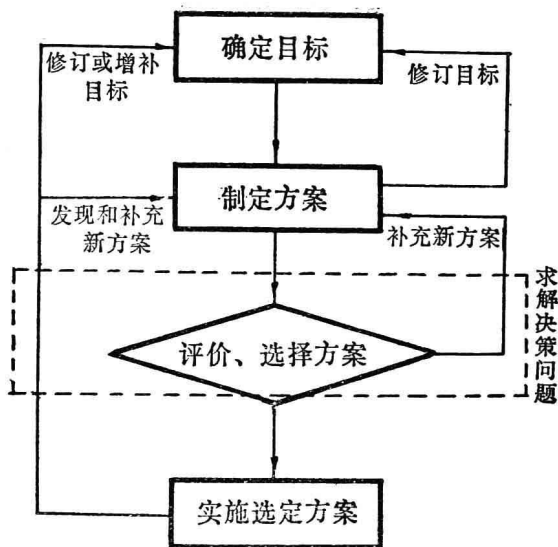 确定目标
修订或增补
目标
修订目标
制定方案
发现和补充
新方案
补充新方案
求解决策问题
评价、选择方案
实施选定方案